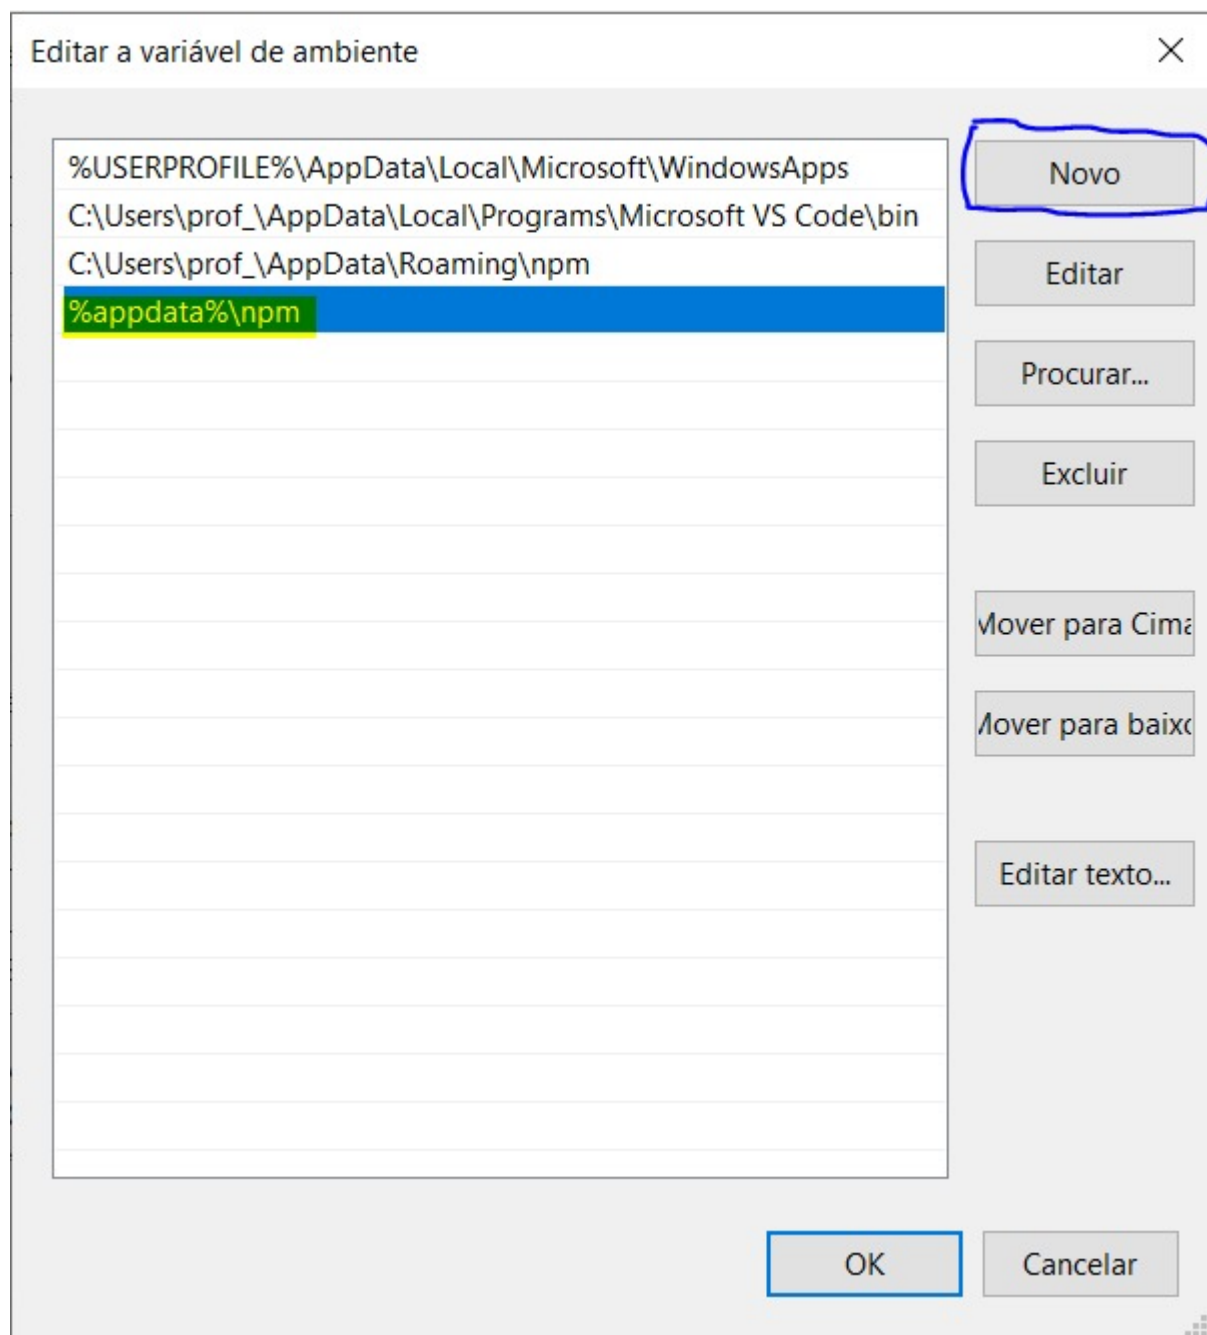 Editar a variável de ambiente
%USERPROFILE%\AppData\Local\Microsoft\WindowsApps
C:\Users\prof_\AppData\Local\Programs\Microsoft VS Code\bin
C:\Users\prof_\AppData\Roaming\npm
%appdata%\npm
Novo
Editar
Procurar...
Excluir
Mover para Cima
Mover para baixo
Editar texto...
OK
Cancelar